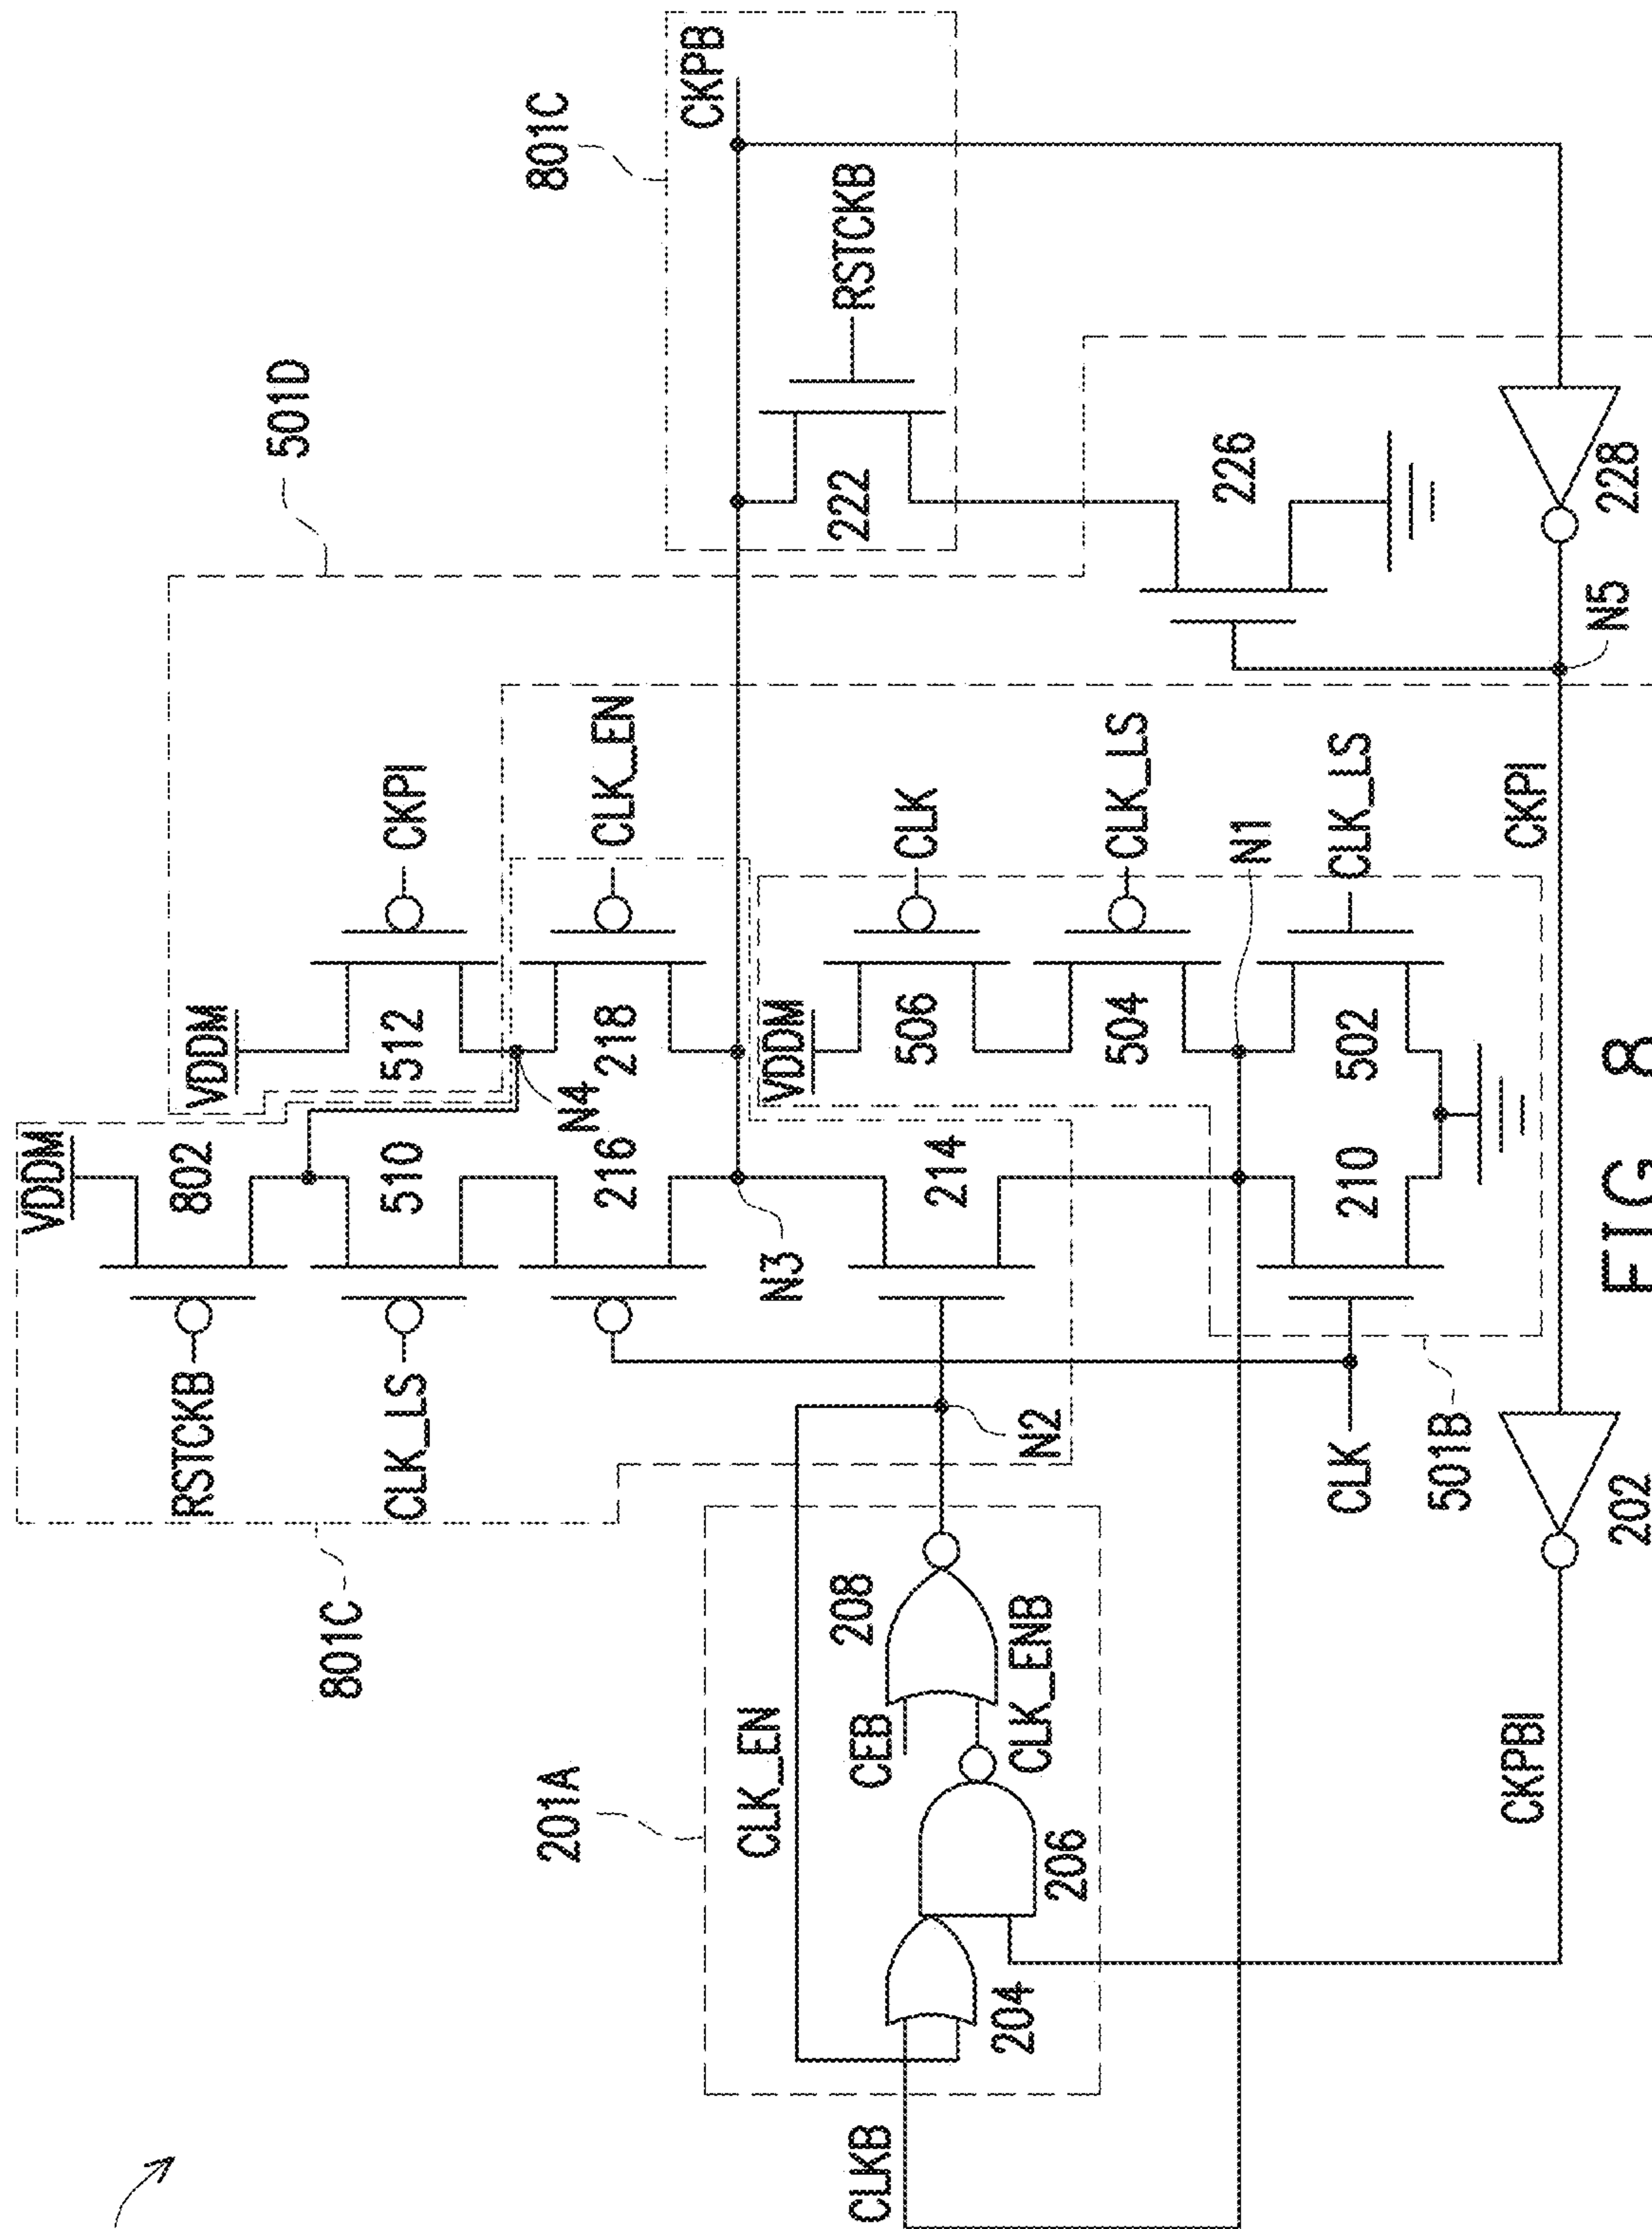 VDDM
RSTCKB
802
VDDM
501D
801C
CLK_LS
510
512
CKPI
801C
201A
N4
216
218
CLK_EN
CKPB
CLK_EN
N3
VDDM
208
222
RSTCKB
CLKB
CEB
214
506
CLK
204
206
CLK_ENB
N2
504
CLK_LS
226
N1
CLK
210
502
CLK_LS
501B
CKPBI
CKPI
N5
202
228
FIG 8